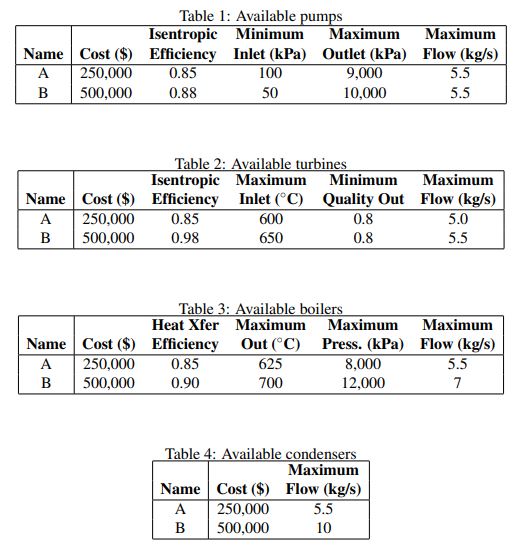 Table 1: Available pumps
Isentropic Minimum Maximum Maximum
Name Cost ($) Efficiency Inlet (kPa) Outlet (kPa) Flow (kg/s)
A 250,000 0.85 100 9,000 5.5
B 500,000 0.88 50 10,000 5.5
Table 2: Available turbines
Isentropic Maximum Minimum Maximum
Name Cost ($) Efficiency Inlet (°C) Quality Out Flow (kg/s)
A 250,000 0.85 600 0.8 5.0
B 500,000 0.98 650 0.8 5.5
Table 3: Available boilers
Heat Xfer Maximum Maximum Maximum
Name Cost ($) Efficiency Out (°C) Press. (kPa) Flow (kg/s)
A 250,000 0.85 625 8,000 5.5
B 500,000 0.90 700 12,000 7
Table 4: Available condensers
Maximum
Name Cost ($) Flow (kg/s)
A 250,000 5.5
B 500,000 10